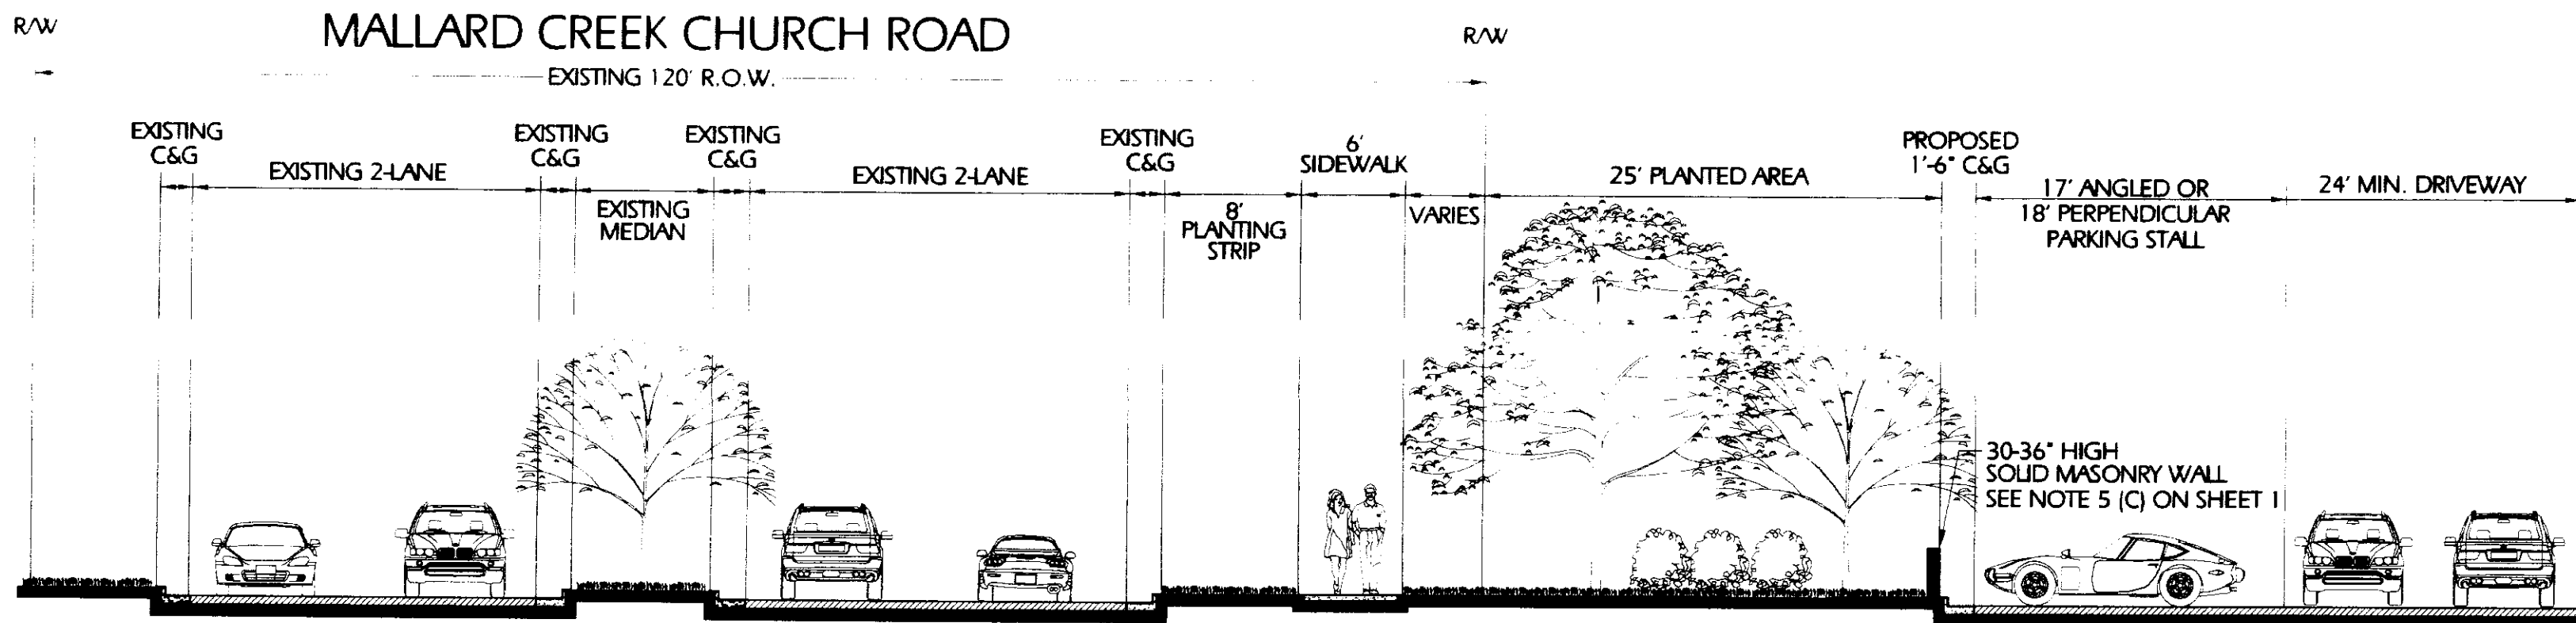 R/W
MALLARD CREEK CHURCH ROAD
R/W
EXISTING 120' R.O.W.
EXISTING
C&G
EXISTING 2-LANE
EXISTING
C&G
EXISTING
MEDIAN
EXISTING
C&G
EXISTING 2-LANE
EXISTING
C&G
8'
PLANTING
STRIP
6'
SIDEWALK
VARIES
25' PLANTED AREA
PROPOSED
1'-6" C&G
17' ANGLED OR
18' PERPENDICULAR
PARKING STALL
24' MIN. DRIVEWAY
30-36" HIGH
SOLID MASONRY WALL
SEE NOTE 5 (C) ON SHEET 1